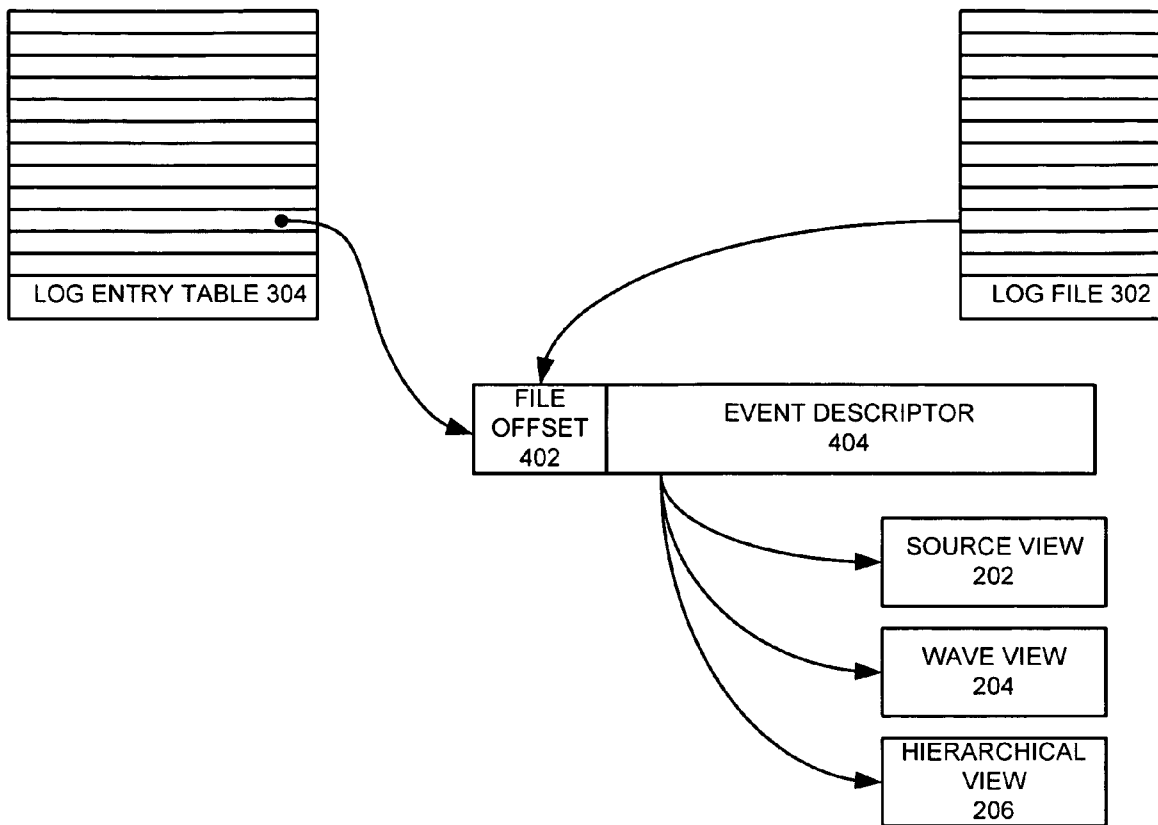 LOG ENTRY TABLE 304
LOG FILE 302
FILE
OFFSET
402
EVENT DESCRIPTOR
404
SOURCE VIEW
202
WAVE VIEW
204
HIERARCHICAL
VIEW
206